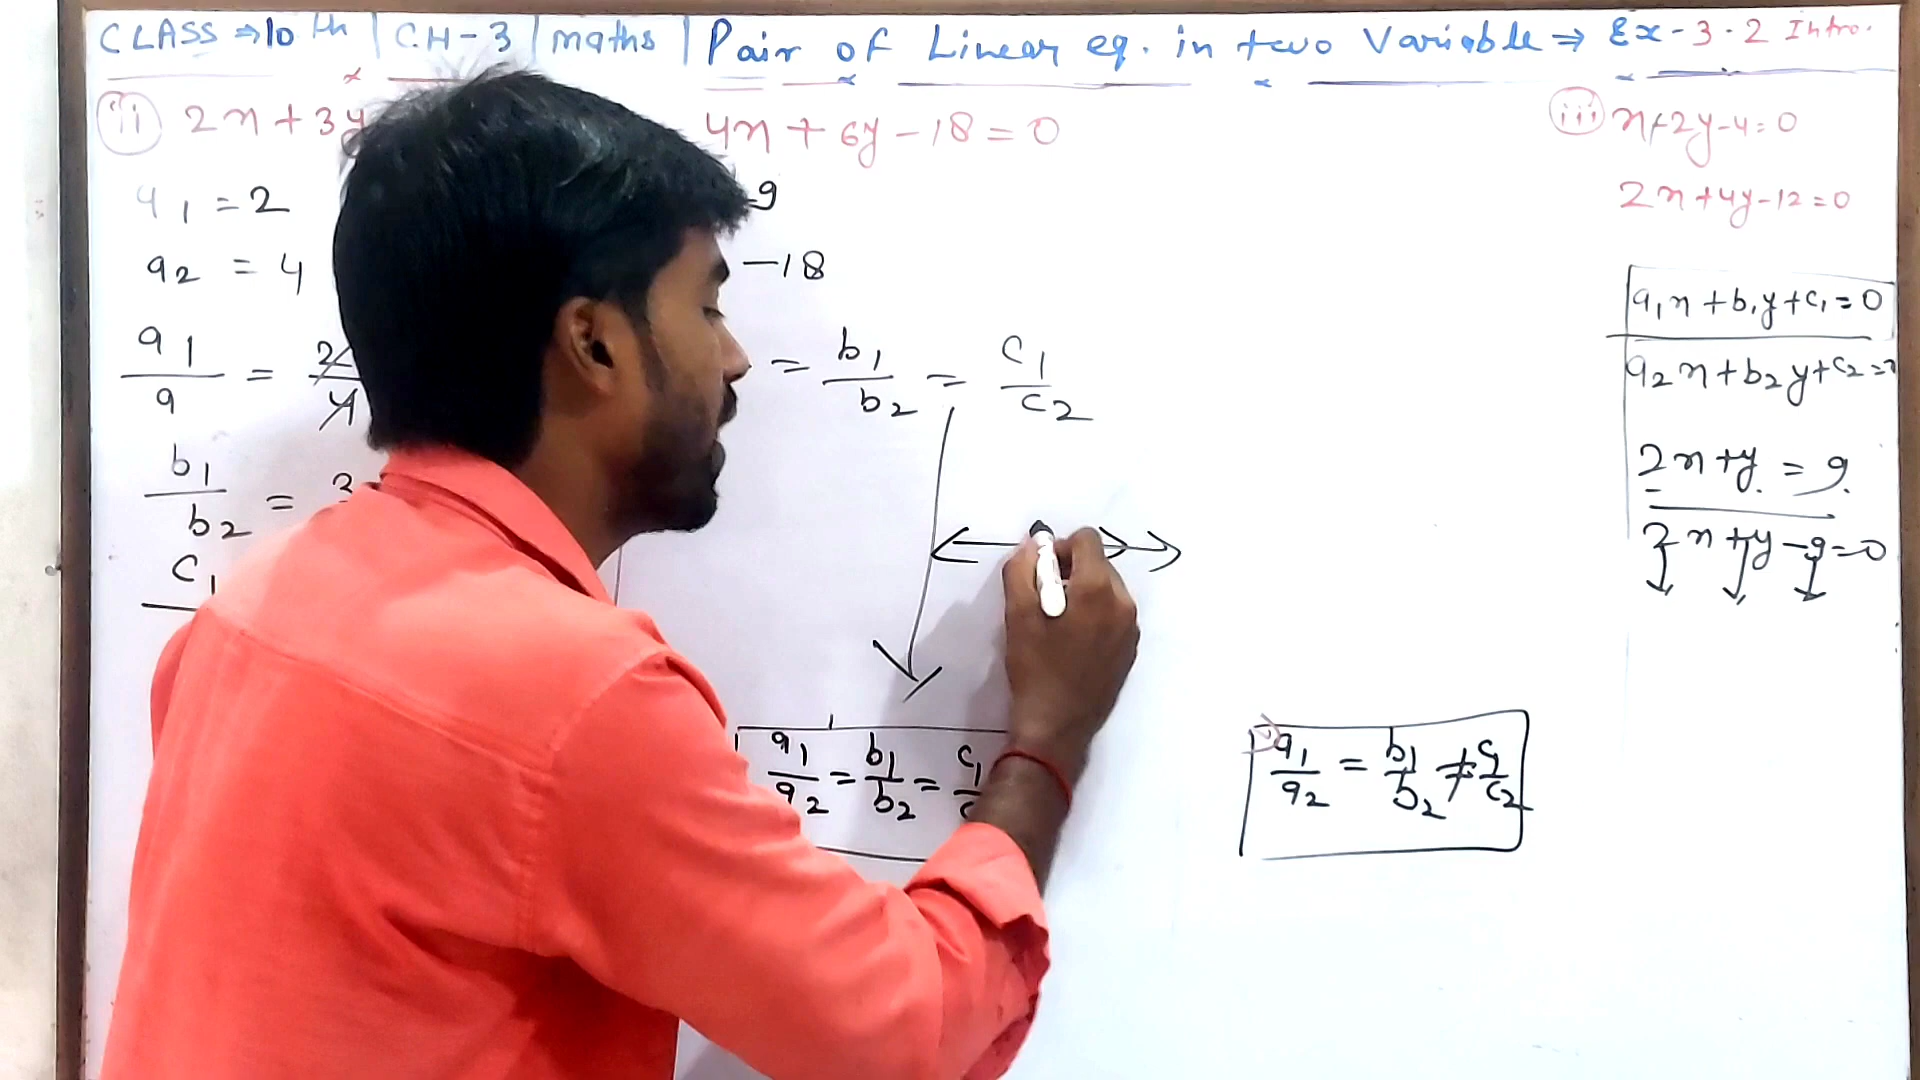 CLASS ⇒ 10th | CH-3 | maths | Pair of Linear eq. in two Variable ⇒ Ex-3.2 Intro.
ii 2x+3y 4x+6y-18=0
a1 = 2 -9
a2 = 4 -18
a1/a = 2/4 = b1/b2 = c1/c2
b1/b2 = 3
c1
a1/a2 = b1/b2 = c1/c
a1/a2 = b1/b2 ≠ c1/c2
iii x+2y-4=0
2x+4y-12=0
a1x+b1y+c1=0
a2x+b2y+c2=0
2x+y=9
2x+y-9=0